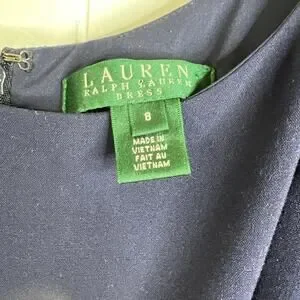 LAUREN
RALPH LAUREN
DRESS
8
MADE IN
VIETNAM
FAIT AU
VIETNAM